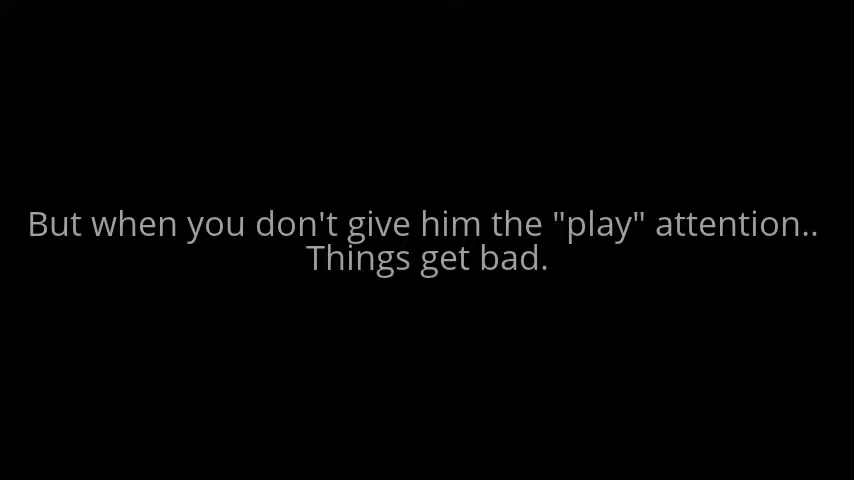 But when you don't give him the "play" attention..
Things get bad.